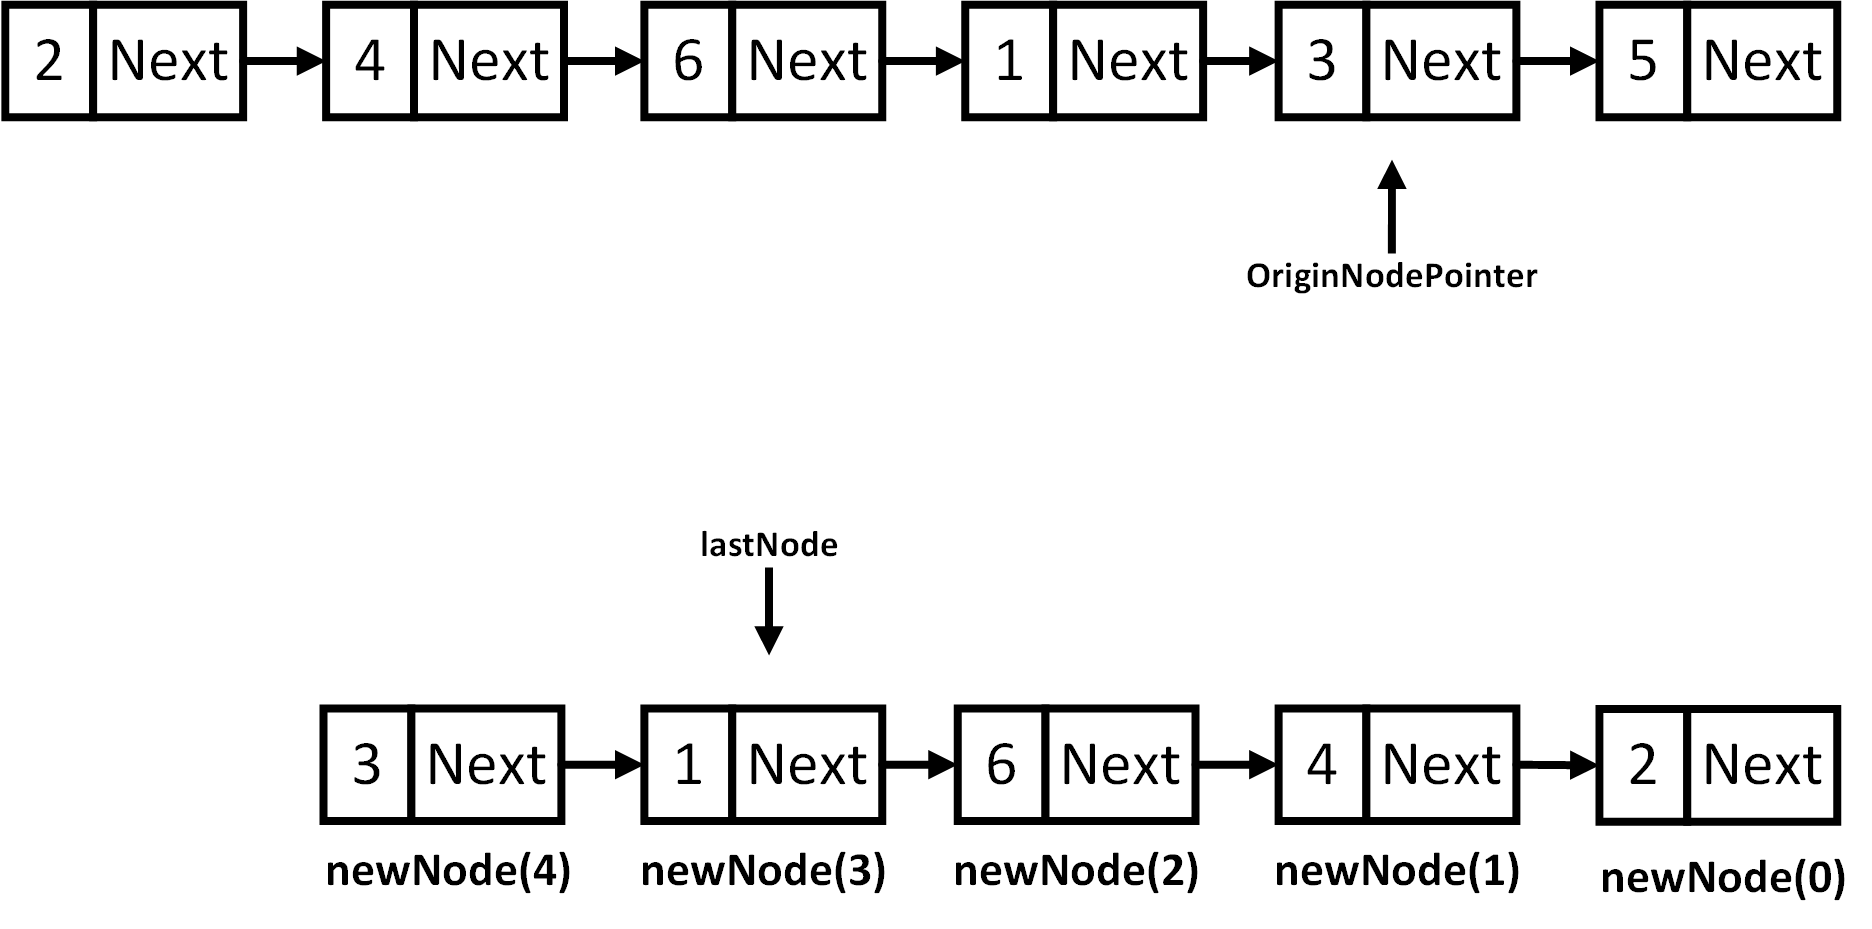 2 Next 4 Next 6 Next 1 Next 3 Next 5 Next
OriginNodePointer
lastNode
3 Next 1 Next 6 Next 4 Next 2 Next
newNode(4) newNode(3) newNode(2) newNode(1) newNode(0)